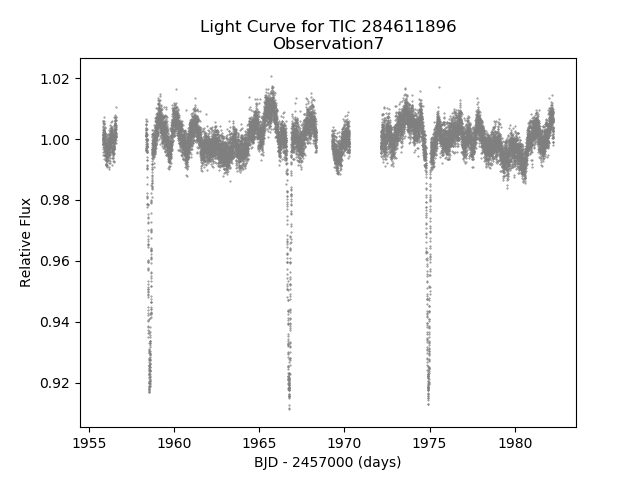 Light Curve for TIC 284611896
Observation7
1.02
1.00
0.98
0.96
0.94
0.92
Relative Flux
1955 1960 1965 1970 1975 1980
BJD - 2457000 (days)